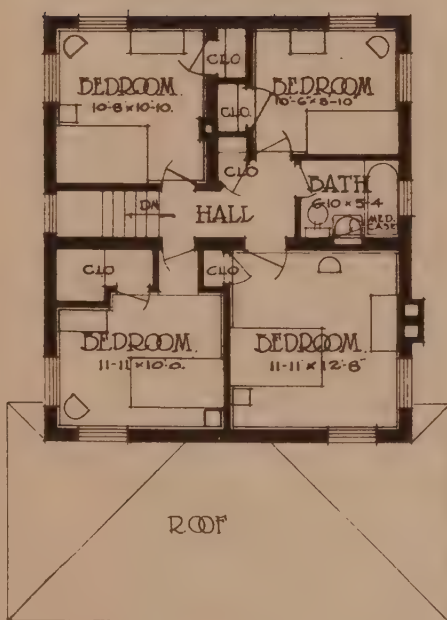 CLO
BEDROOM
10-8 x 10-10.
BEDROOM
10'-6" x 8-10"
CLO.
CLO
DN
HALL
BATH
6-10 x 5-4
MED.
CASE
CLO
CLO
BEDROOM.
11-11" x 10-0.
BEDROOM.
11-11" x 12-8"
ROOF